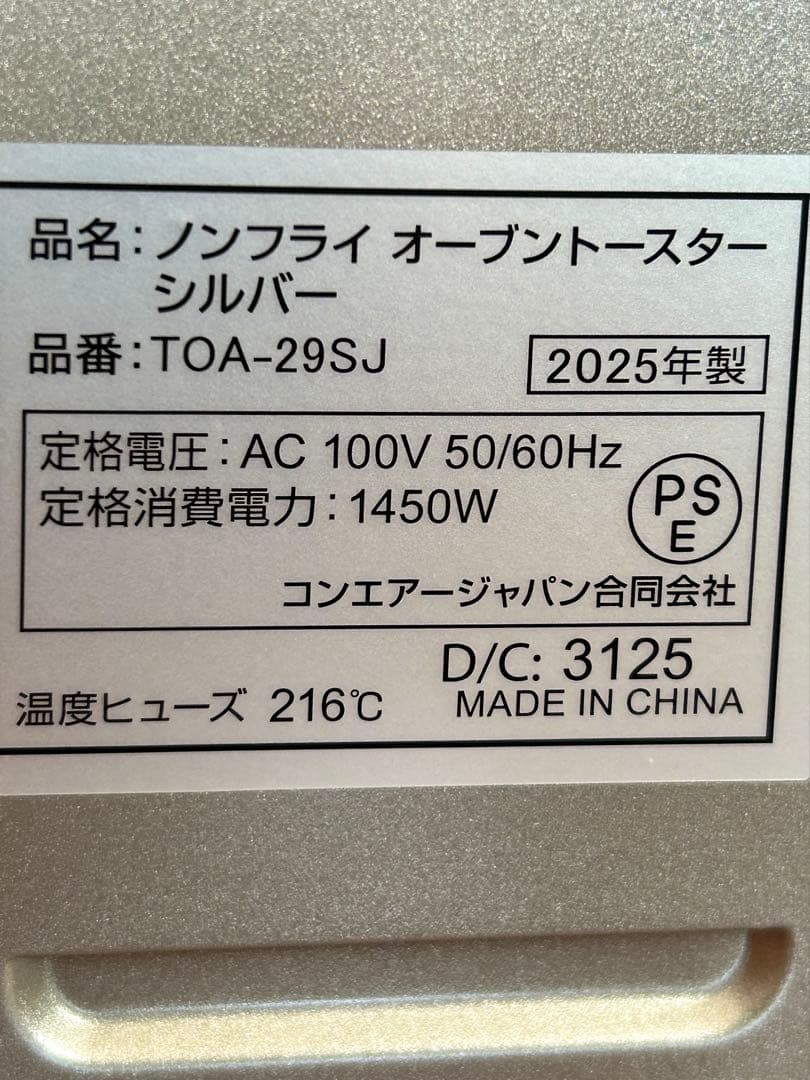 品名：ノンフライ オーブントースター
シルバー
品番：TOA-29SJ
2025年製
定格電圧：AC 100V 50/60Hz
定格消費電力：1450W
PS
E
コンエアージャパン合同会社
D/C: 3125
温度ヒューズ 216℃
MADE IN CHINA